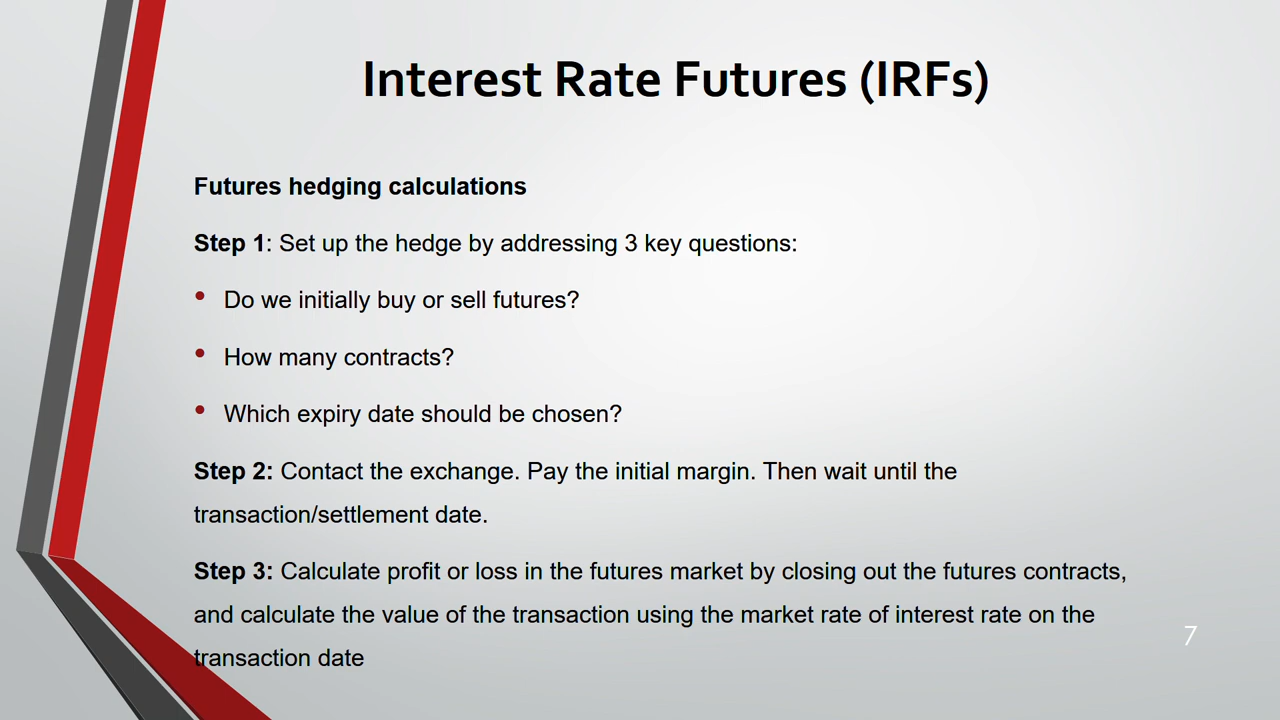 Interest Rate Futures (IRFs)
Futures hedging calculations
Step 1: Set up the hedge by addressing 3 key questions:
• Do we initially buy or sell futures?
• How many contracts?
• Which expiry date should be chosen?
Step 2: Contact the exchange. Pay the initial margin. Then wait until the
transaction/settlement date.
Step 3: Calculate profit or loss in the futures market by closing out the futures contracts,
and calculate the value of the transaction using the market rate of interest rate on the
transaction date
7